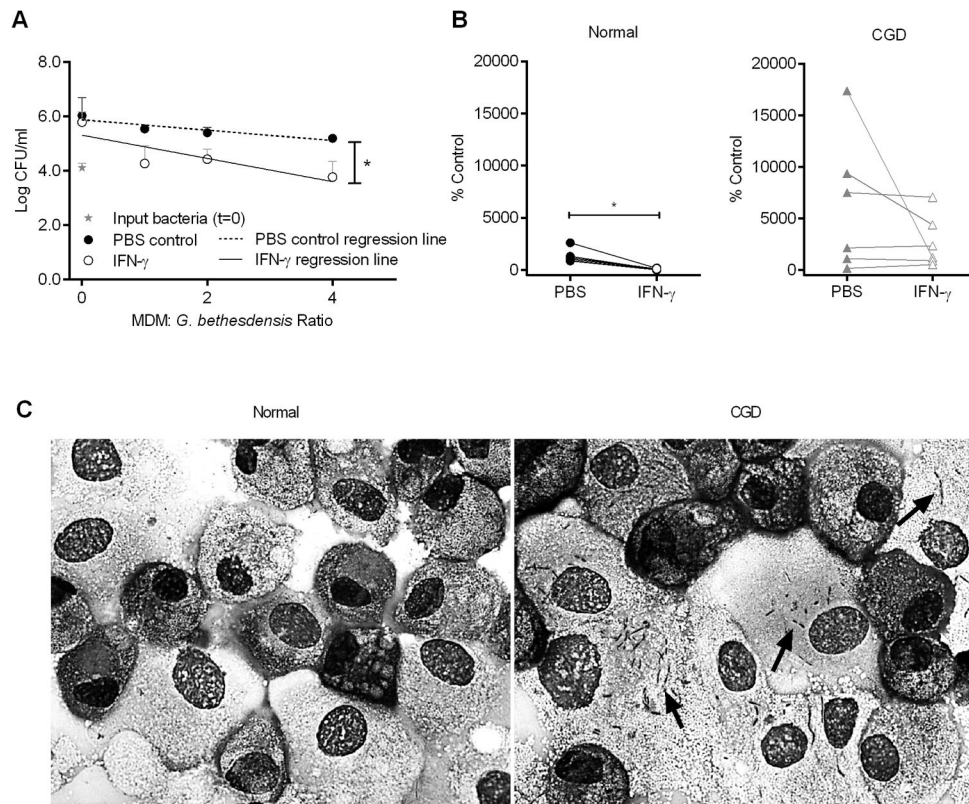 A
8.0
6.0
4.0
2.0
0.0
Log CFU/ml
*
Input bacteria (t=0)
PBS control
IFN-γ
PBS control regression line
IFN-γ regression line
0
2
4
MDM: G. bethesdensis Ratio
B
Normal
20000
15000
10000
5000
0
% Control
*
PBS
IFN-γ
CGD
20000
15000
10000
5000
0
% Control
PBS
IFN-γ
C
Normal
CGD